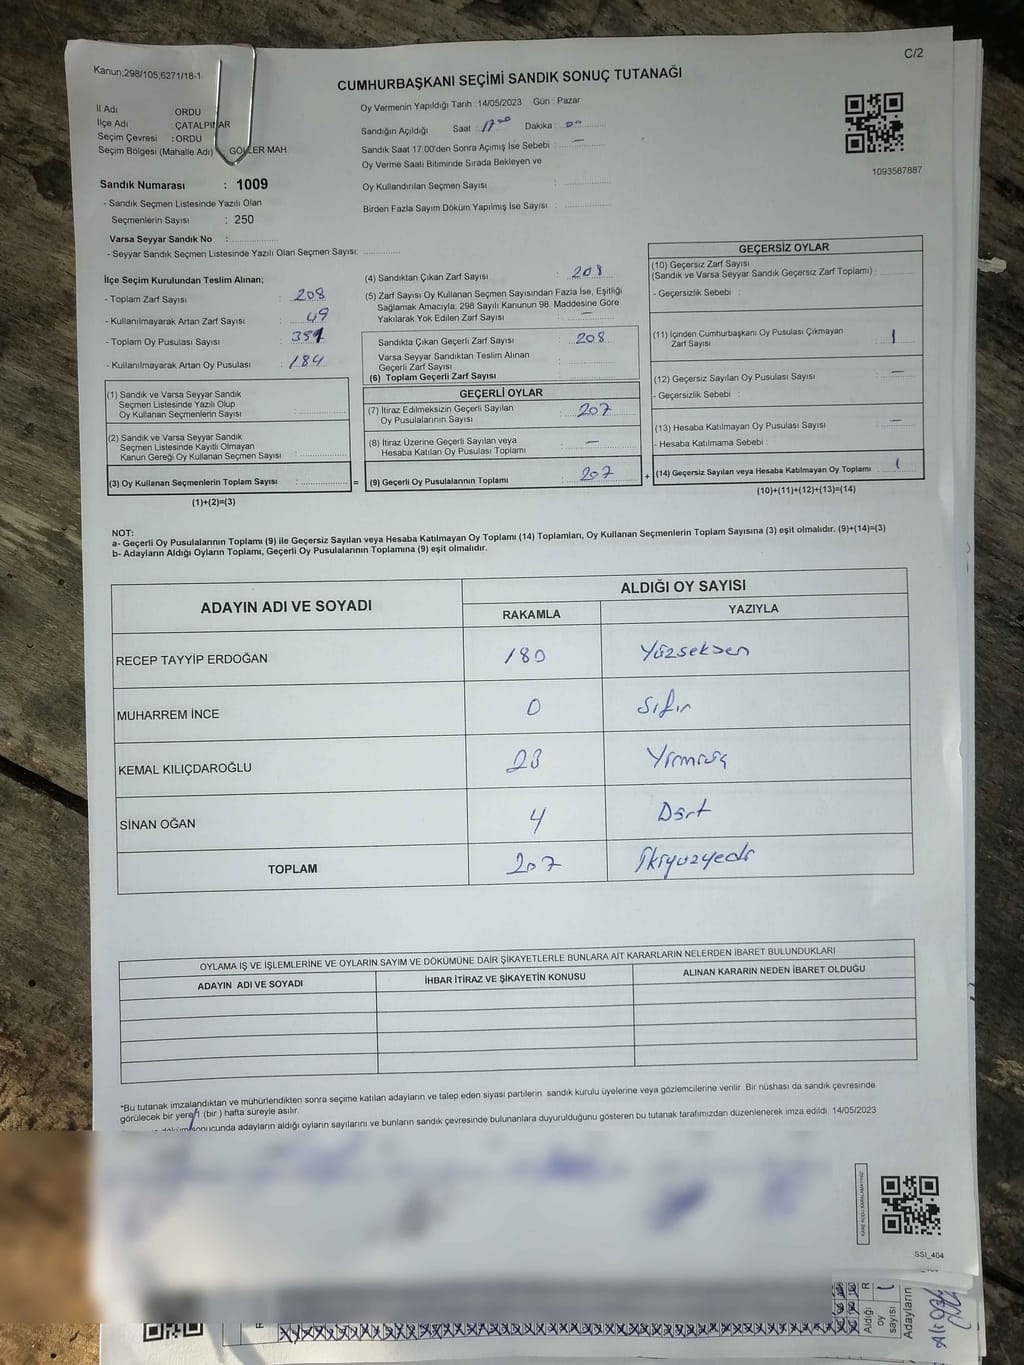 C/2
Kanun;298/105;6271/18-1
CUMHURBAŞKANI SEÇİMİ SANDIK SONUÇ TUTANAĞI
İl Adı : ORDU
İlçe Adı : ÇATALPINAR
Seçim Çevresi : ORDU
Seçim Bölgesi (Mahalle Adı) GÖLLER MAH.
Oy Vermenin Yapıldığı Tarih : 14/05/2023 Gün : Pazar
Sandığın Açıldığı Saat : 17 00 Dakika : 00
Sandık Saat 17:00'den Sonra Açımış İse Sebebi : —
Oy Verme Saati Bitiminde Sırada Bekleyen ve
Oy Kullandırılan Seçmen Sayısı :
Birden Fazla Sayım Döküm Yapılmış İse Sayısı :
1093587887
Sandık Numarası : 1009
- Sandık Seçmen Listesinde Yazılı Olan
Seçmenlerin Sayısı : 250
Varsa Seyyar Sandık No :
- Seyyar Sandık Seçmen Listesinde Yazılı Olan Seçmen Sayısı:
İlçe Seçim Kurulundan Teslim Alınan;
- Toplam Zarf Sayısı : 208
- Kullanılmayarak Artan Zarf Sayısı : 49
- Toplam Oy Pusulası Sayısı :
- Kullanılmayarak Artan Oy Pusulası : 184
(1) Sandık ve Varsa Seyyar Sandık
Seçmen Listesinde Yazılı Olup
Oy Kullanan Seçmenlerin Sayısı :
(2) Sandık ve Varsa Seyyar Sandık
Seçmen Listesinde Kayıtlı Olmayan
Kanun Gereği Oy Kullanan Seçmen Sayısı :
(3) Oy Kullanan Seçmenlerin Toplam Sayısı : =
(1)+(2)=(3)
(4) Sandıktan Çıkan Zarf Sayısı : 208
(5) Zarf Sayısı Oy Kullanan Seçmen Sayısından Fazla İse, Eşitliği
Sağlamak Amacıyla; 298 Sayılı Kanunun 98. Maddesine Göre
Yakılarak Yok Edilen Zarf Sayısı : —
Sandıkta Çıkan Geçerli Zarf Sayısı : 208
Varsa Seyyar Sandıktan Teslim Alınan
Geçerli Zarf Sayısı :
(6) Toplam Geçerli Zarf Sayısı :
GEÇERLİ OYLAR
(7) İtiraz Edilmeksizin Geçerli Sayılan
Oy Pusulalarının Sayısı : 207
(8) İtiraz Üzerine Geçerli Sayılan veya
Hesaba Katılan Oy Pusulası Toplamı : —
(9) Geçerli Oy Pusulalarının Toplamı : 207 +
GEÇERSİZ OYLAR
(10) Geçersiz Zarf Sayısı
(Sandık ve Varsa Seyyar Sandık Geçersiz Zarf Toplamı) :
- Geçersizlik Sebebi :
(11) İçinden Cumhurbaşkanı Oy Pusulası Çıkmayan
Zarf Sayısı : 1
(12) Geçersiz Sayılan Oy Pusulası Sayısı : —
- Geçersizlik Sebebi :
(13) Hesaba Katılmayan Oy Pusulası Sayısı : —
- Hesaba Katılmama Sebebi :
(14) Geçersiz Sayılan veya Hesaba Katılmayan Oy Toplamı : 1
(10)+(11)+(12)+(13)=(14)
NOT:
a- Geçerli Oy Pusulalarının Toplamı (9) ile Geçersiz Sayılan veya Hesaba Katılmayan Oy Toplamı (14) Toplamları, Oy Kullanan Seçmenlerin Toplam Sayısına (3) eşit olmalıdır. (9)+(14)=(3)
b- Adayların Aldığı Oyların Toplamı, Geçerli Oy Pusulalarının Toplamına (9) eşit olmalıdır.
ADAYIN ADI VE SOYADI
ALDIĞI OY SAYISI
RAKAMLA YAZIYLA
RECEP TAYYİP ERDOĞAN 180 Yüzseksen
MUHARREM İNCE 0 Sıfır
KEMAL KILIÇDAROĞLU 23 Yirmiüç
SİNAN OĞAN 4 Dört
TOPLAM 207 İkiyüzyedi
OYLAMA İŞ VE İŞLEMLERİNE VE OYLARIN SAYIM VE DÖKÜMÜNE DAİR ŞİKAYETLERLE BUNLARA AİT KARARLARIN NELERDEN İBARET BULUNDUKLARI
ADAYIN ADI VE SOYADI İHBAR İTİRAZ VE ŞİKAYETİN KONUSU ALINAN KARARIN NEDEN İBARET OLDUĞU
*Bu tutanak imzalandıktan ve mühürlendikten sonra seçime katılan adayların ve talep eden siyasi partilerin sandık kurulu üyelerine veya gözlemcilerine verilir. Bir nüshası da sandık çevresinde
görülecek bir yere 1 (bir) hafta süreyle asılır.
sonucunda adayların aldığı oyların sayılarını ve bunların sandık çevresinde bulunanlara duyurulduğunu gösteren bu tutanak tarafımızdan düzenlenerek imza edildi. 14/05/2023
SSI_404
Aldığı
oy
sayısı
Adayların
R